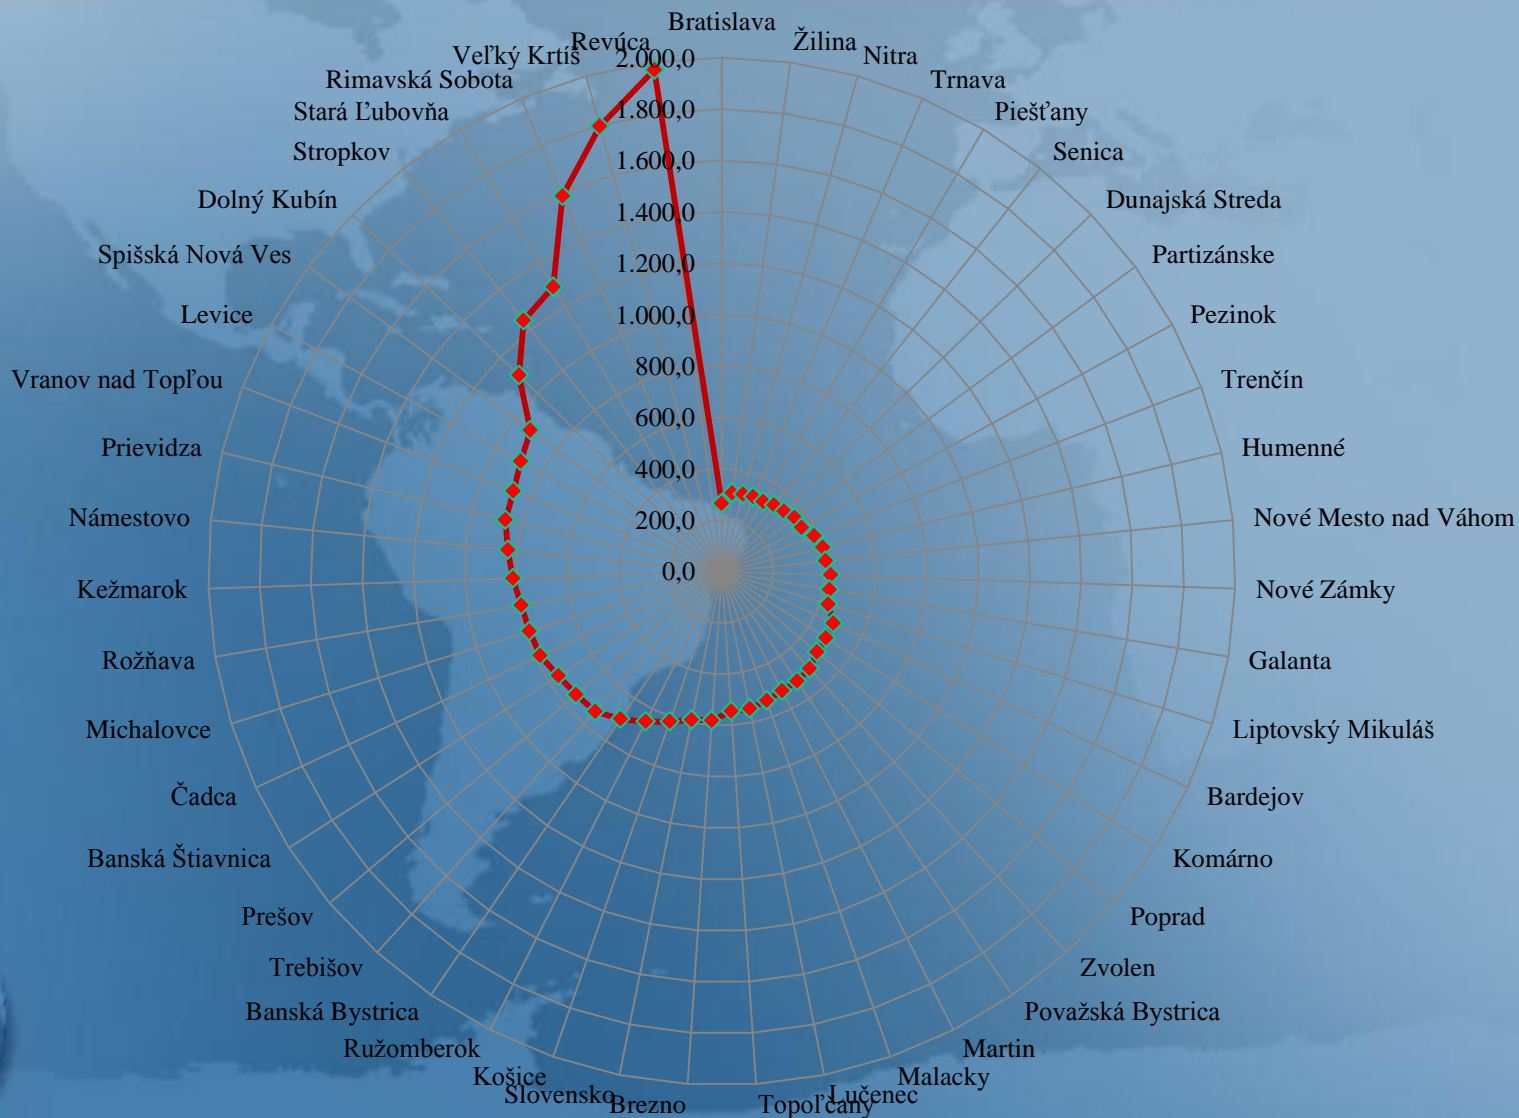 Bratislava
Žilina
Nitra
Trnava
Piešťany
Senica
Dunajská Streda
Partizánske
Pezinok
Trenčín
Humenné
Nové Mesto nad Váhom
Nové Zámky
Galanta
Liptovský Mikuláš
Bardejov
Komárno
Poprad
Zvolen
Považská Bystrica
Martin
Malacky
Lučenec
Topoľčany
Brezno
Slovensko
Košice
Ružomberok
Banská Bystrica
Trebišov
Prešov
Banská Štiavnica
Čadca
Michalovce
Rožňava
Kežmarok
Námestovo
Prievidza
Vranov nad Topľou
Levice
Spišská Nová Ves
Dolný Kubín
Stropkov
Stará Ľubovňa
Rimavská Sobota
Veľký Krtíš
Revúca
2.000,0
1.800,0
1.600,0
1.400,0
1.200,0
1.000,0
800,0
600,0
400,0
200,0
0,0